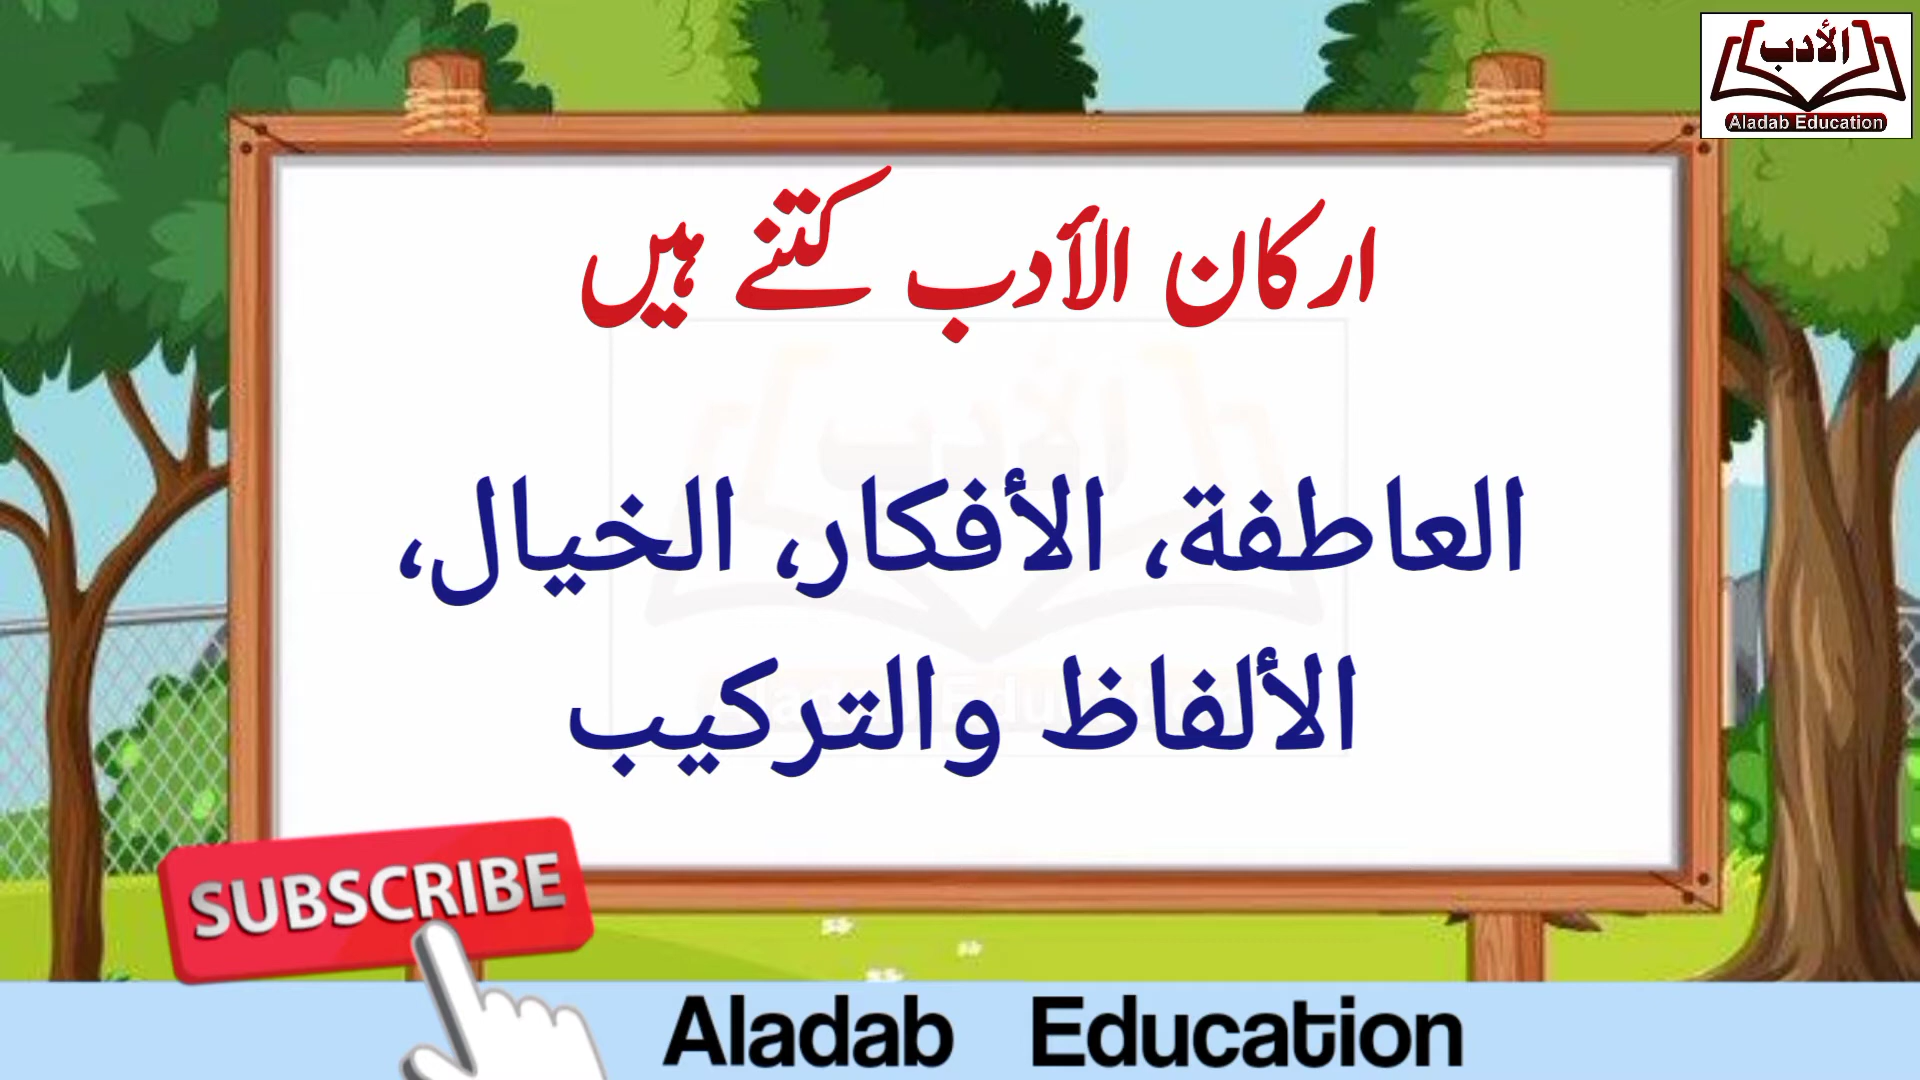 الأدب
Aladab Education
ارکان الأدب کتنے ہیں
العاطفة، الأفكار، الخيال،
الألفاظ والتركيب
SUBSCRIBE
Aladab Education